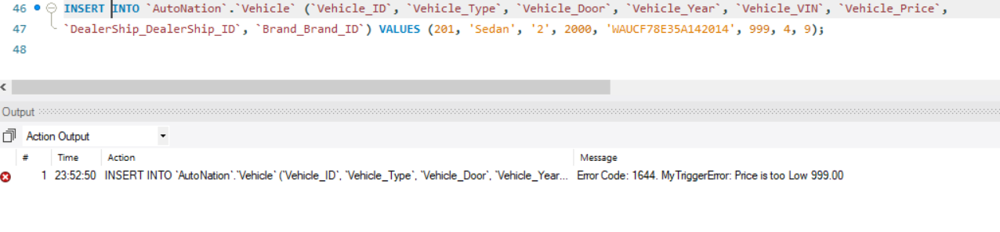 46 INSERT INTO `AutoNation`.`Vehicle` (`Vehicle_ID`, `Vehicle_Type`, `Vehicle_Door`, `Vehicle_Year`, `Vehicle_VIN`, `Vehicle_Price`,
47 `DealerShip_DealerShip_ID`, `Brand_Brand_ID`) VALUES (201, 'Sedan', '2', 2000, 'WAUCF78E35A142014', 999, 4, 9);
48
Output
Action Output
# Time Action Message
1 23:52:50 INSERT INTO `AutoNation`.`Vehicle` (`Vehicle_ID`, `Vehicle_Type`, `Vehicle_Door`, `Vehicle_Year... Error Code: 1644. MyTriggerError: Price is too Low 999.00